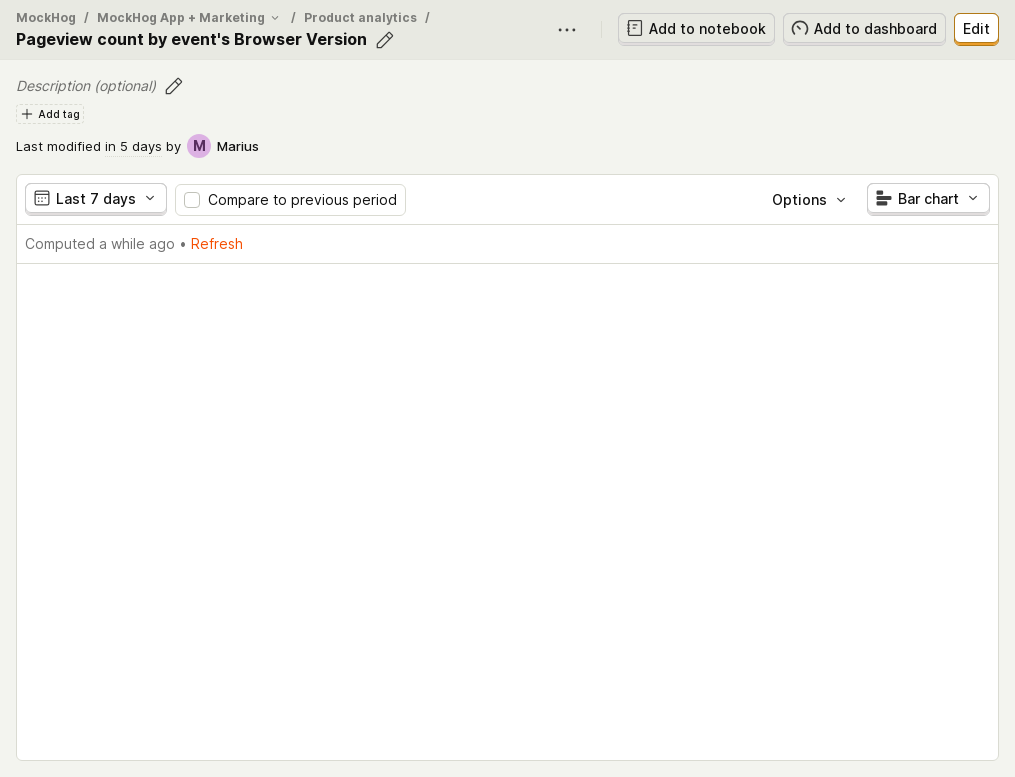 MockHog / MockHog App + Marketing / Product analytics /
Pageview count by event's Browser Version
Add to notebook
Add to dashboard
Edit
Description (optional)
Add tag
Last modified in 5 days by M Marius
Last 7 days
Compare to previous period
Options
Bar chart
Computed a while ago • Refresh